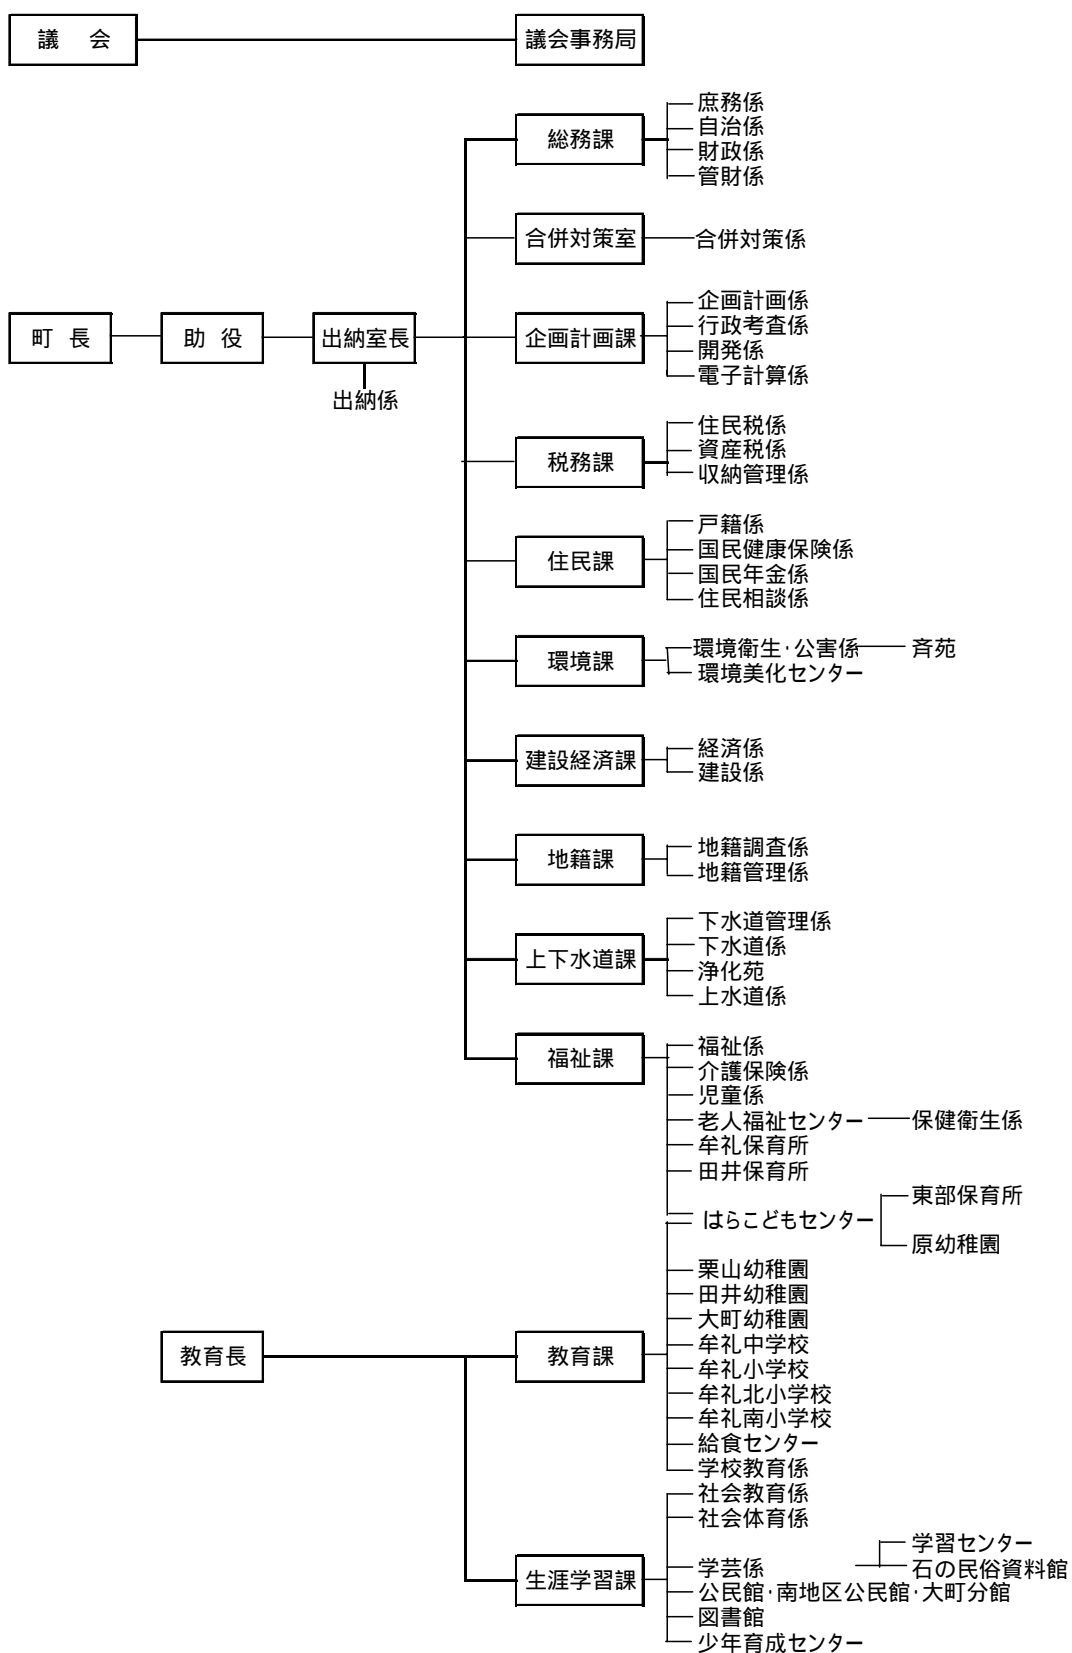 議　会
議会事務局
庶務係
総務課
自治係
財政係
管財係
合併対策室
合併対策係
町 長
助 役
出納室長
出納係
企画計画課
企画計画係
行政考査係
開発係
電子計算係
税務課
住民税係
資産税係
収納管理係
住民課
戸籍係
国民健康保険係
国民年金係
住民相談係
環境課
環境衛生・公害係
斉苑
環境美化センター
建設経済課
経済係
建設係
地籍課
地籍調査係
地籍管理係
上下水道課
下水道管理係
下水道係
浄化苑
上水道係
福祉課
福祉係
介護保険係
児童係
老人福祉センター
保健衛生係
牟礼保育所
田井保育所
はらこどもセンター
東部保育所
原幼稚園
教育長
教育課
栗山幼稚園
田井幼稚園
大町幼稚園
牟礼中学校
牟礼小学校
牟礼北小学校
牟礼南小学校
給食センター
学校教育係
生涯学習課
社会教育係
社会体育係
学芸係
学習センター
石の民俗資料館
公民館・南地区公民館・大町分館
図書館
少年育成センター